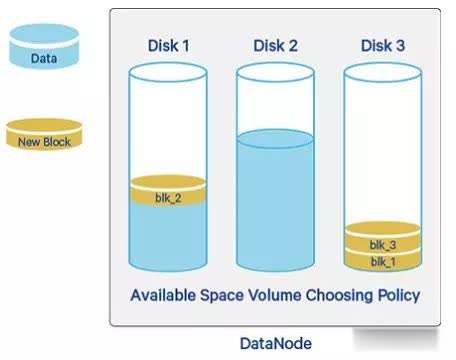 Data
New Block
Disk 1
Disk 2
Disk 3
blk_2
blk_3
blk_1
Available Space Volume Choosing Policy
DataNode